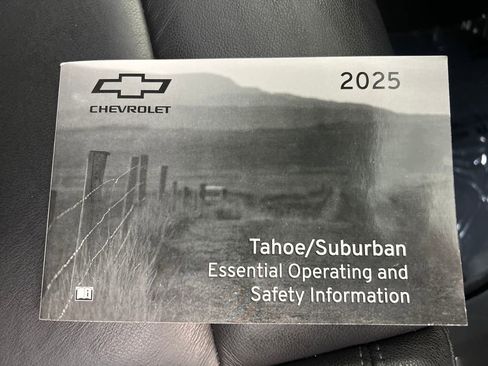 2025
CHEVROLET
Tahoe/Suburban
Essential Operating and
Safety Information